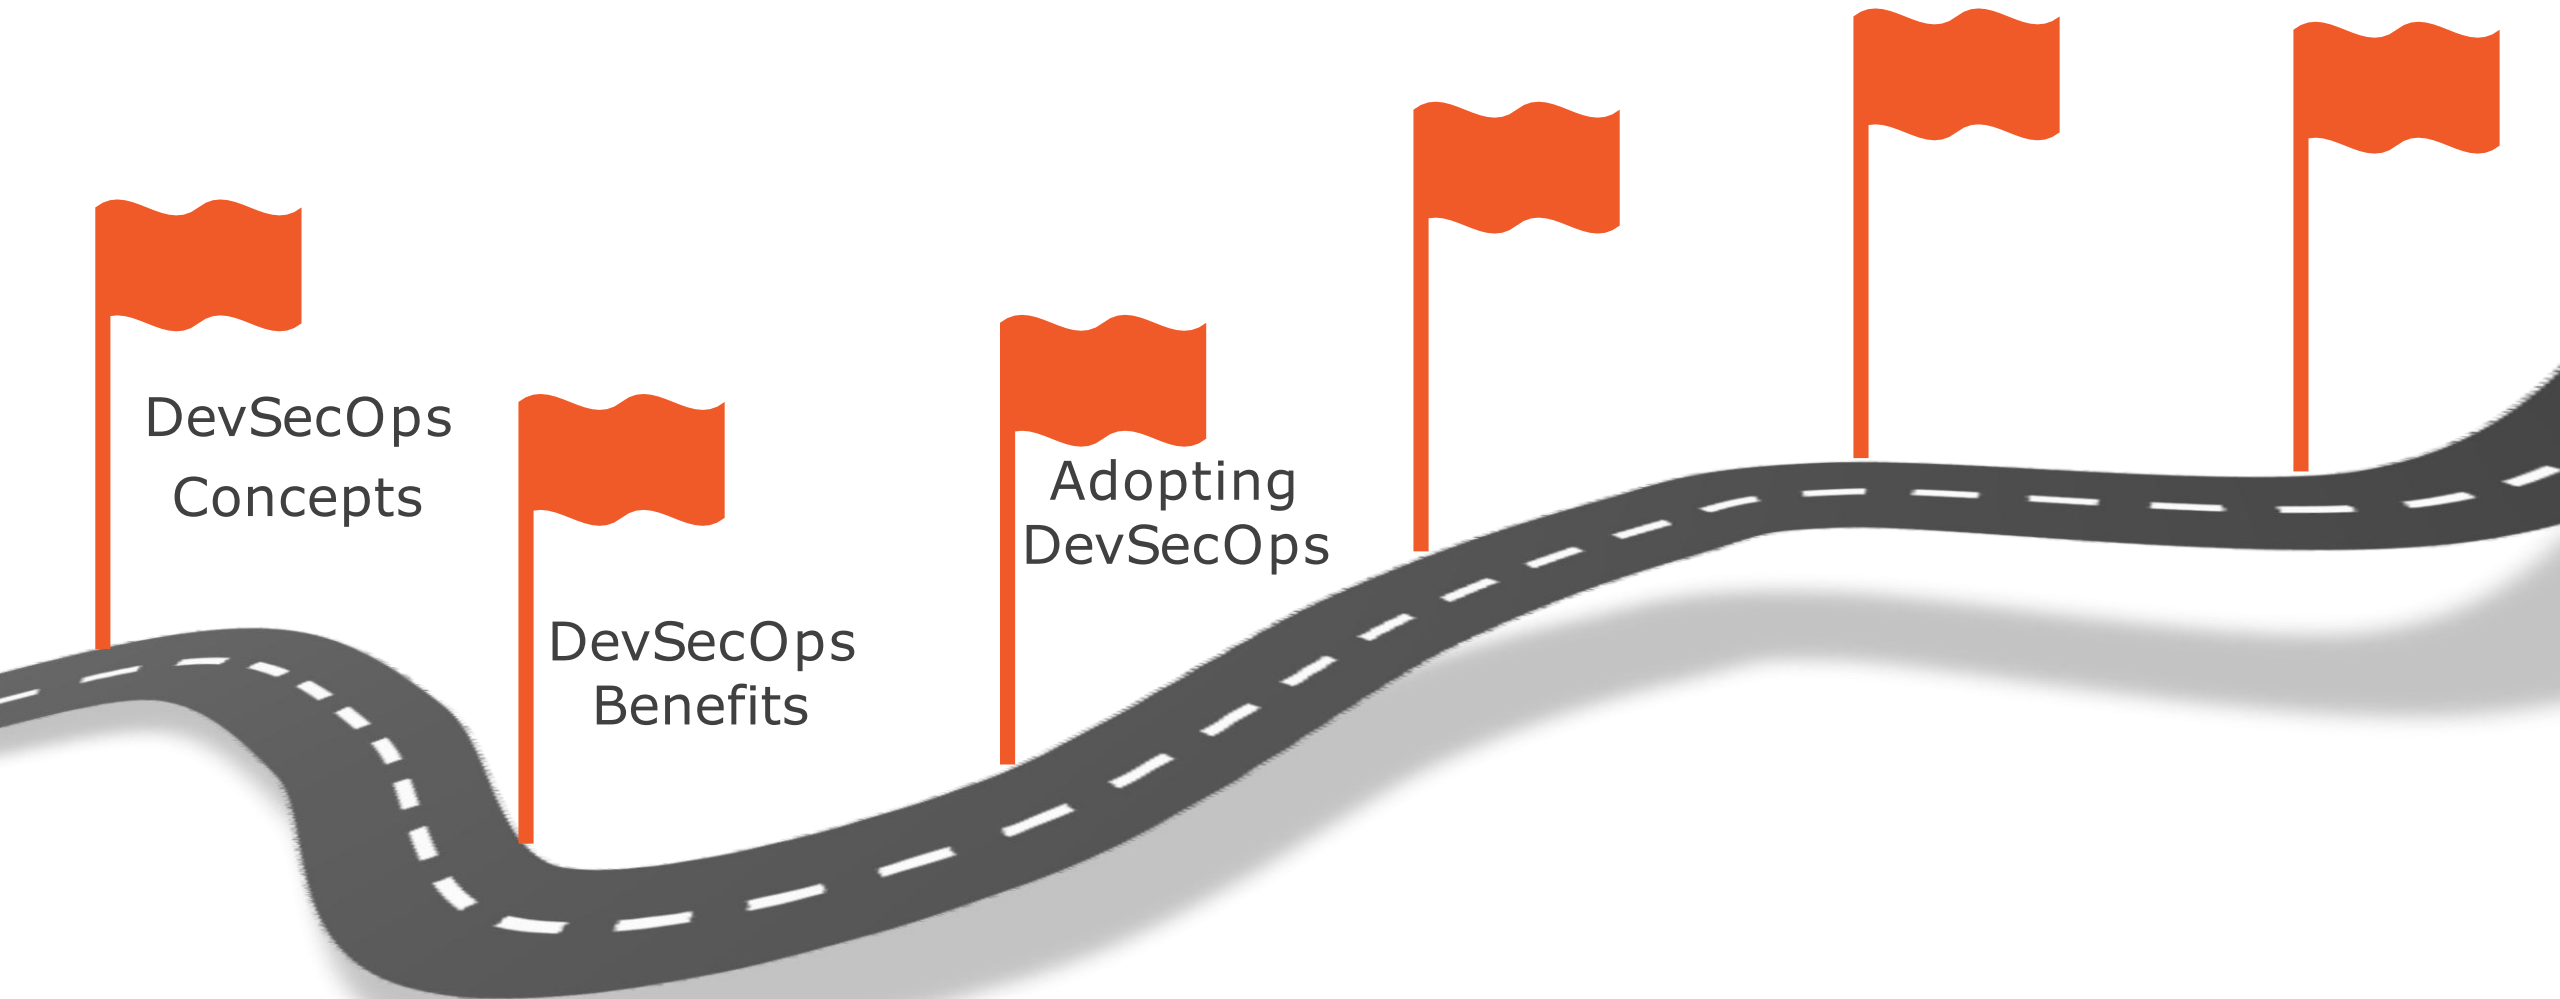 DevSecOps
Concepts
DevSecOps
Benefits
Adopting
DevSecOps